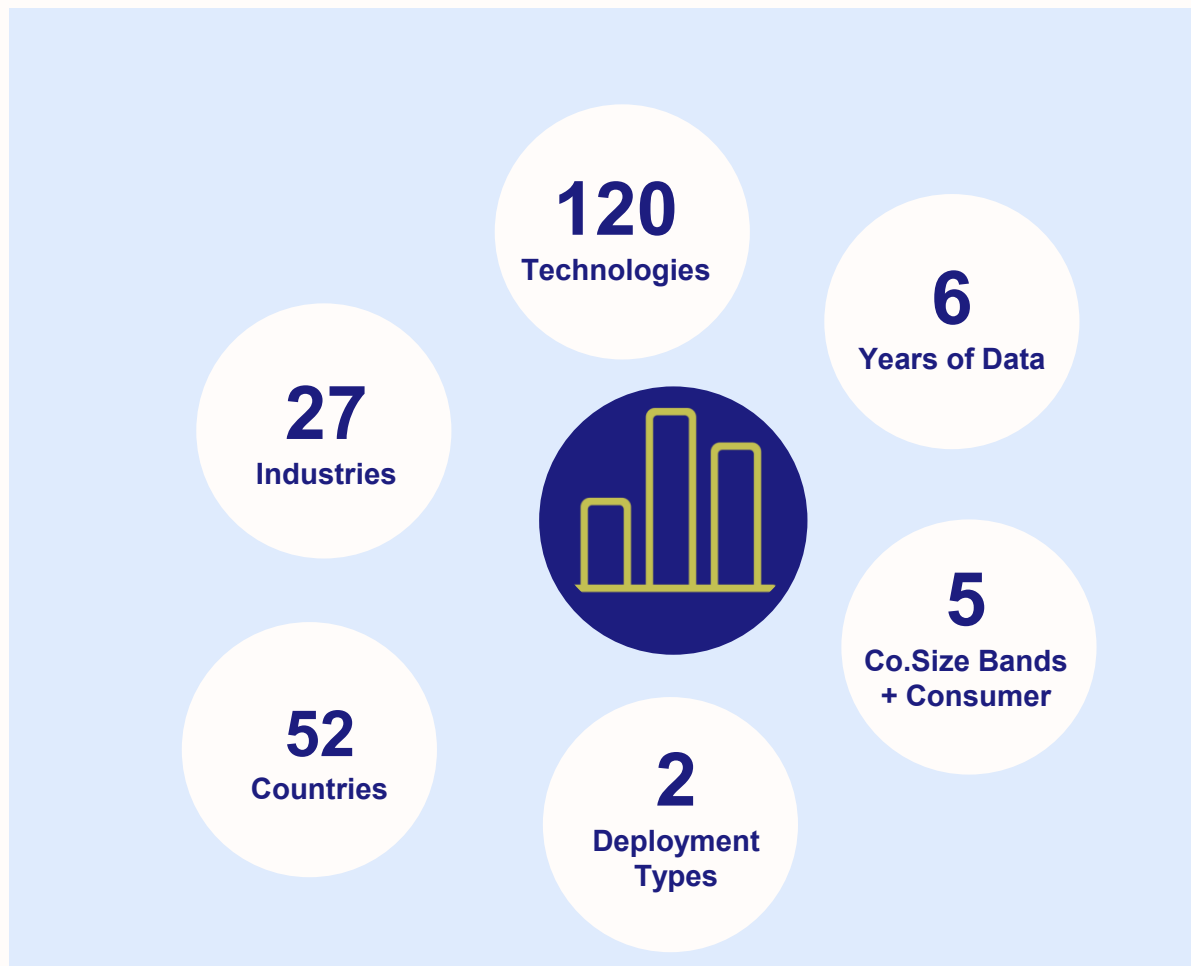 120
Technologies
6
Years of Data
27
Industries
5
Co.Size Bands
+ Consumer
52
Countries
2
Deployment
Types